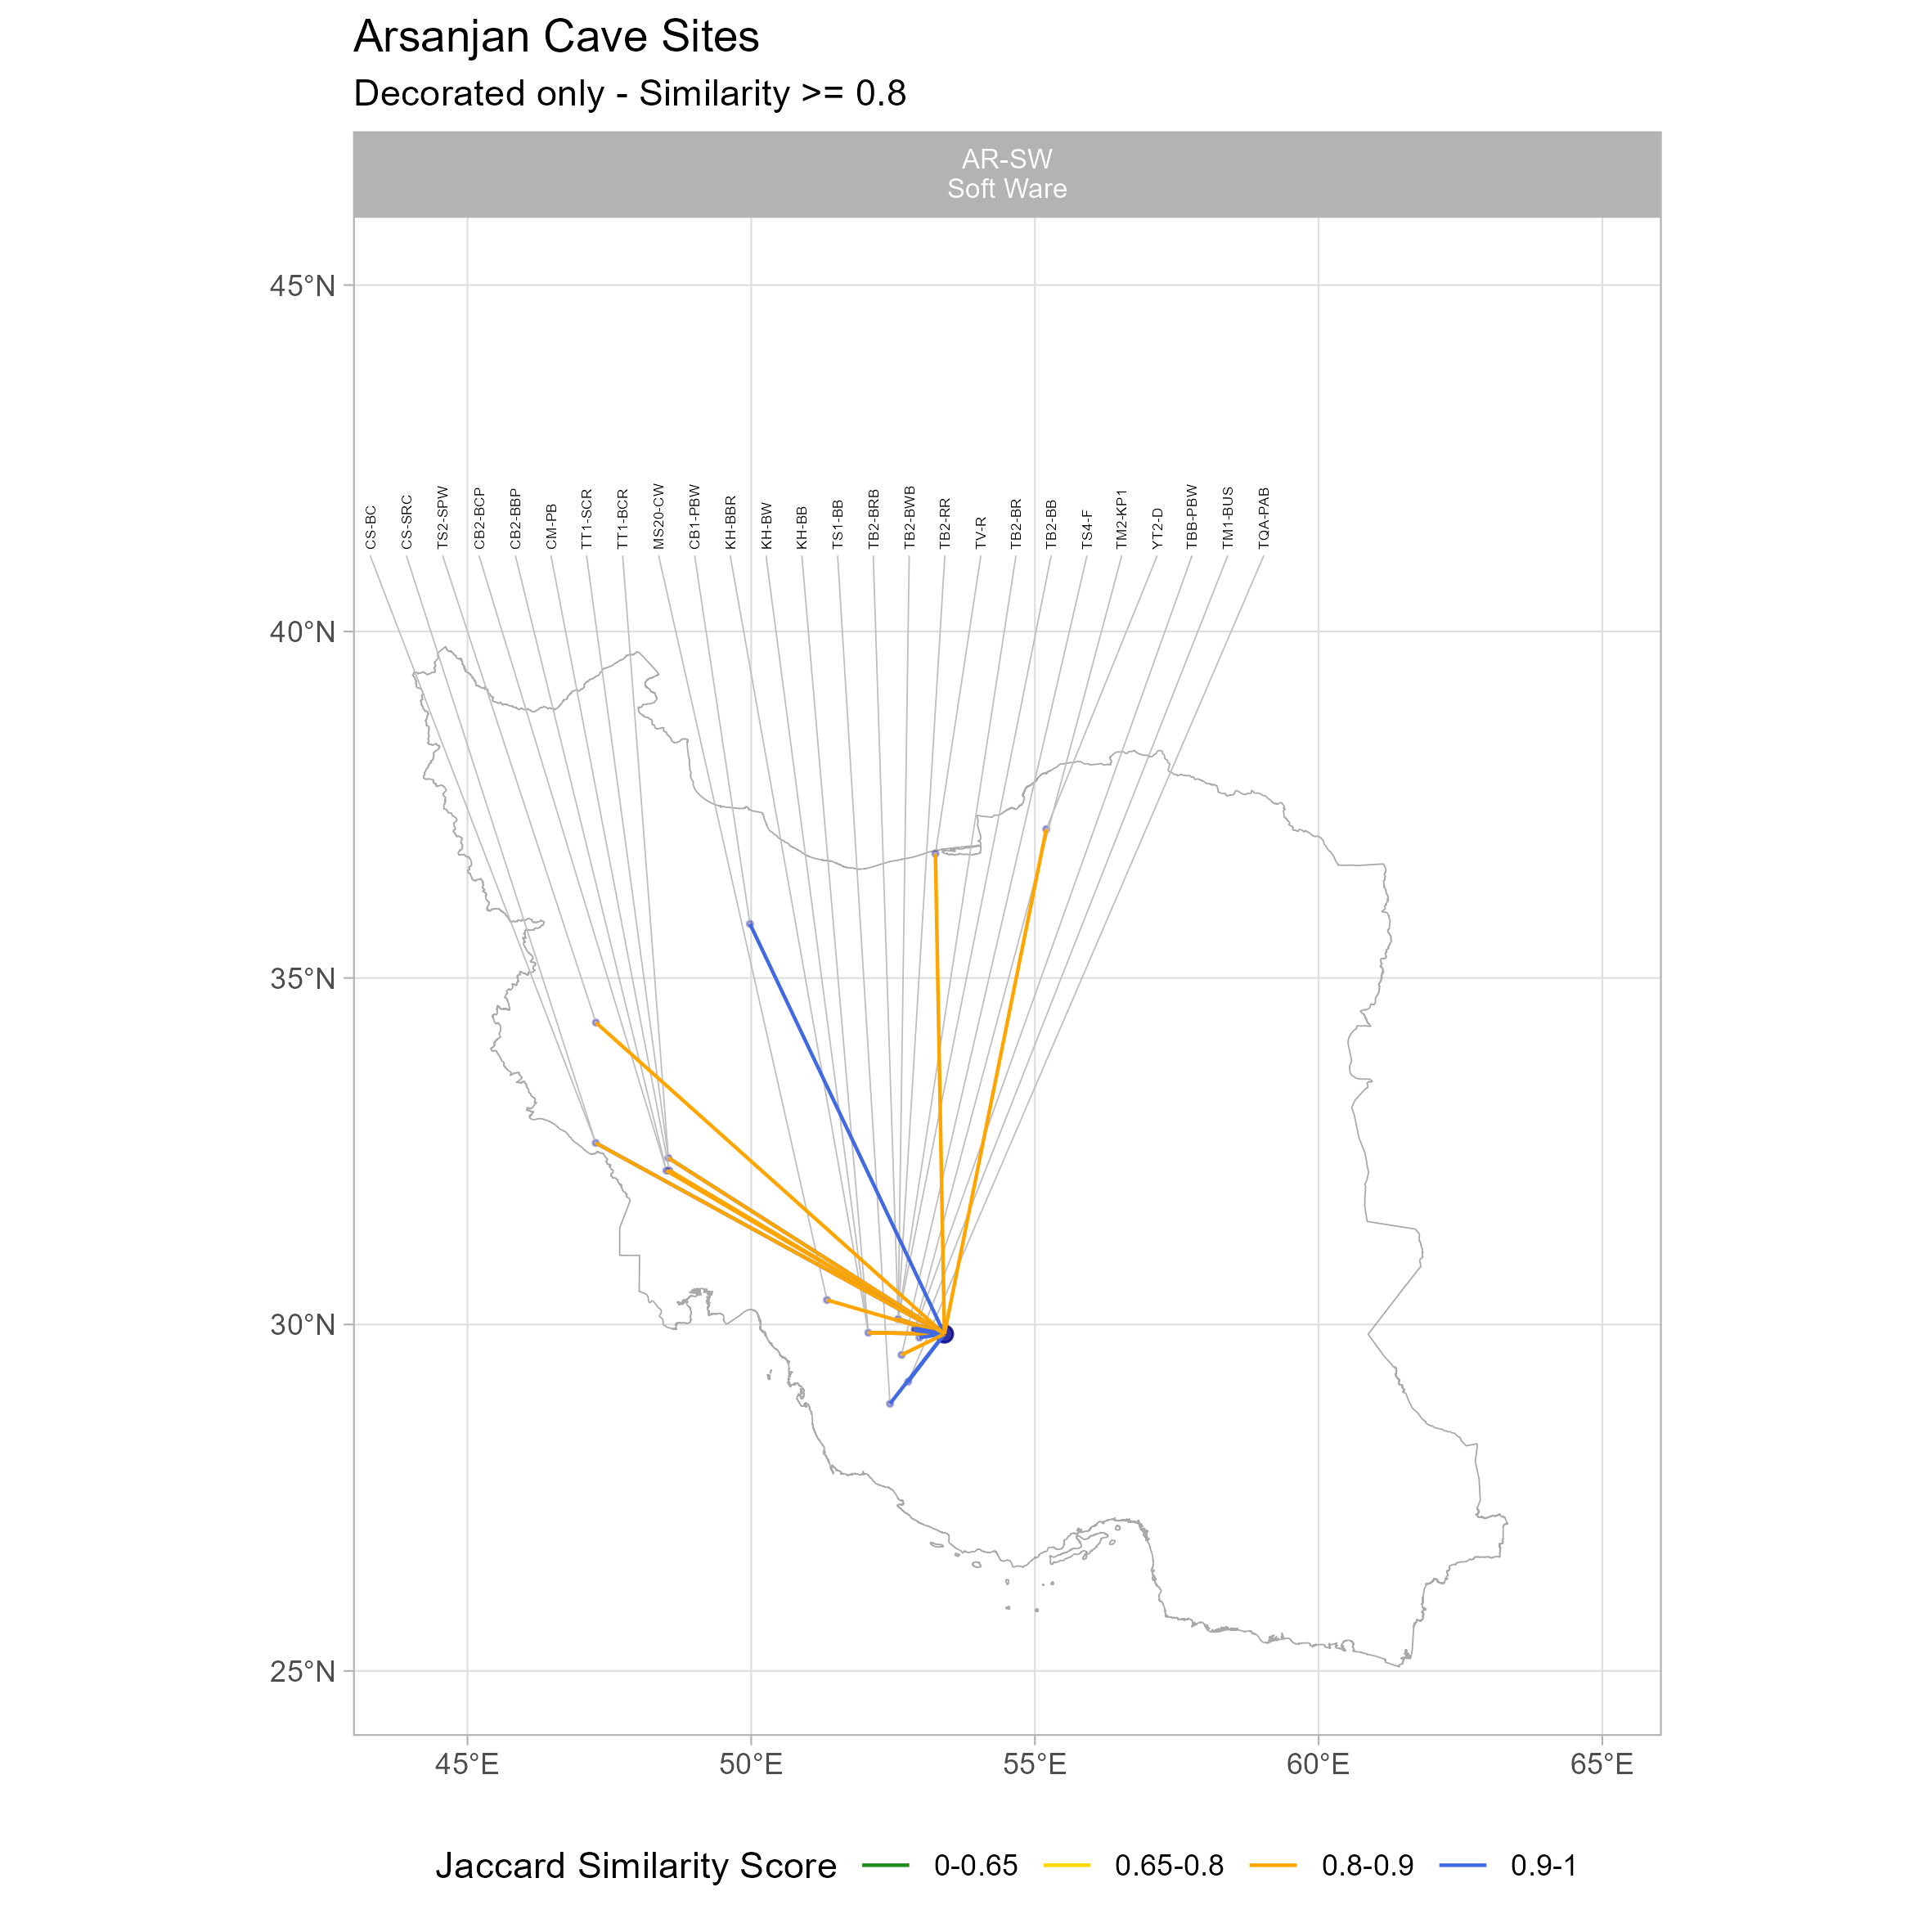 Arsanjan Cave Sites
Decorated only - Similarity >= 0.8
AR-SW
Soft Ware
45°N
40°N
35°N
30°N
25°N
CS-BC
CS-SRC
TS2-SPW
CB2-BCP
CB2-BBP
CM-PB
TT1-SCR
TT1-BCR
MS20-CW
CB1-PBW
KH-BBR
KH-BW
KH-BB
TS1-BB
TB2-BRB
TB2-BWB
TB2-RR
TV-R
TB2-BR
TB2-BB
TS4-F
TM2-KP1
YT2-D
TBB-PBW
TM1-BUS
TQA-PAB
45°E 50°E 55°E 60°E 65°E
Jaccard Similarity Score 0-0.65 0.65-0.8 0.8-0.9 0.9-1